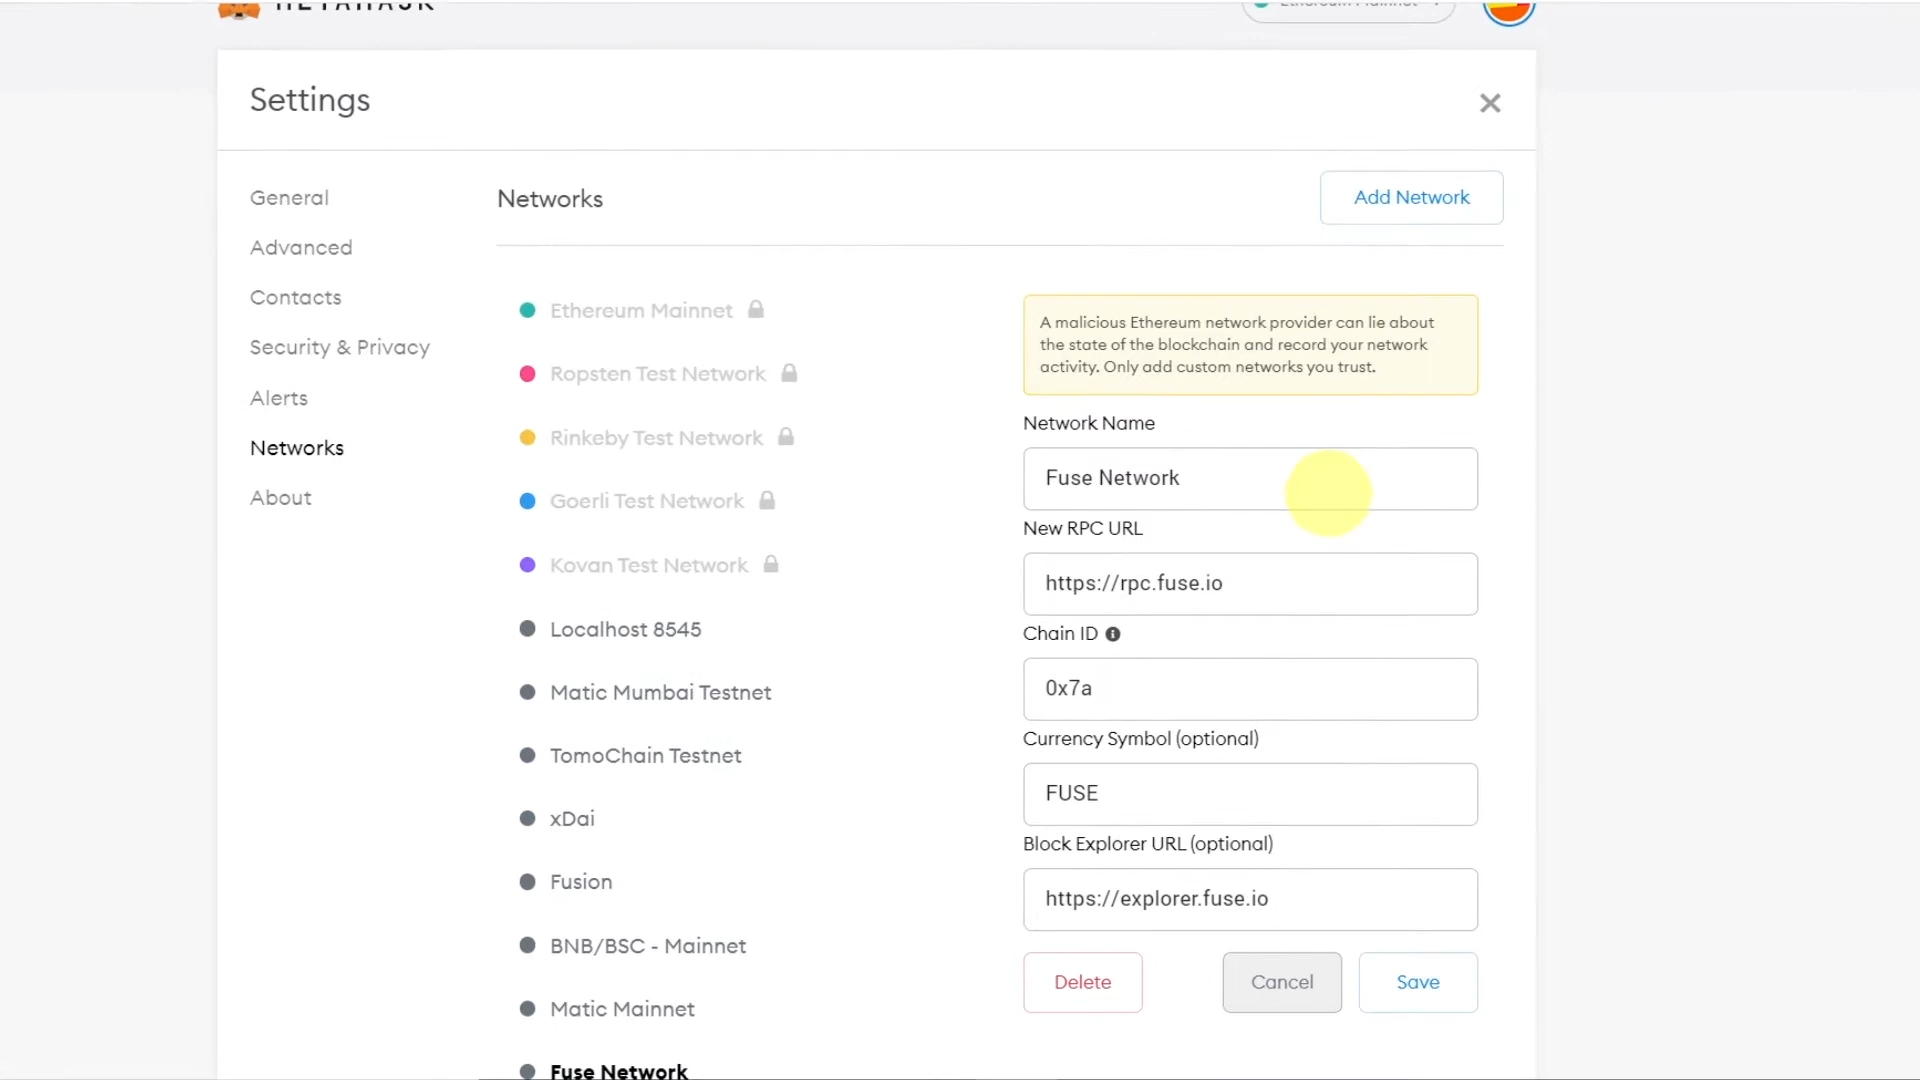 METAMASK
Ethereum Mainnet
Settings
General
Advanced
Contacts
Security & Privacy
Alerts
Networks
About
Networks
Add Network
Ethereum Mainnet
Ropsten Test Network
Rinkeby Test Network
Goerli Test Network
Kovan Test Network
Localhost 8545
Matic Mumbai Testnet
TomoChain Testnet
xDai
Fusion
BNB/BSC - Mainnet
Matic Mainnet
Fuse Network
A malicious Ethereum network provider can lie about
the state of the blockchain and record your network
activity. Only add custom networks you trust.
Network Name
Fuse Network
New RPC URL
https://rpc.fuse.io
Chain ID
0x7a
Currency Symbol (optional)
FUSE
Block Explorer URL (optional)
https://explorer.fuse.io
Delete
Cancel
Save